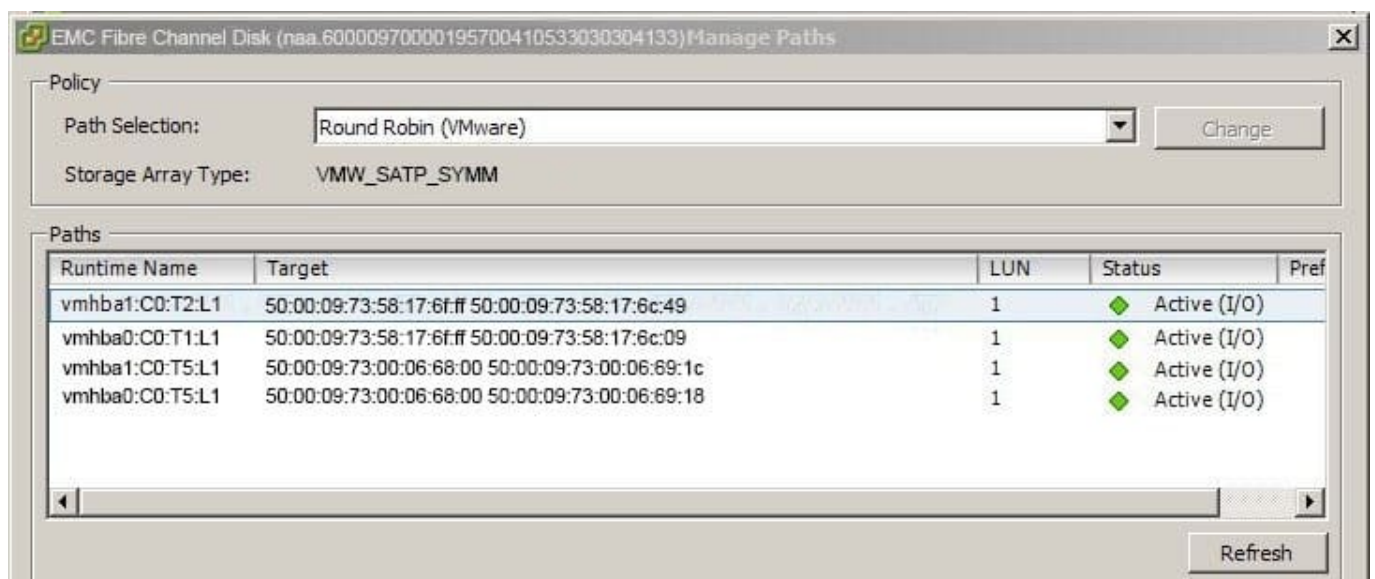 EMC Fibre Channel Disk (naa.60000970000195700410533030304133)Manage Paths
Policy
Path Selection: Round Robin (VMware) Change
Storage Array Type: VMW_SATP_SYMM
Paths
Runtime Name Target LUN Status Pref
vmhba1:C0:T2:L1 50:00:09:73:58:17:6f:ff 50:00:09:73:58:17:6c:49 1 Active (I/O)
vmhba0:C0:T1:L1 50:00:09:73:58:17:6f:ff 50:00:09:73:58:17:6c:09 1 Active (I/O)
vmhba1:C0:T5:L1 50:00:09:73:00:06:68:00 50:00:09:73:00:06:69:1c 1 Active (I/O)
vmhba0:C0:T5:L1 50:00:09:73:00:06:68:00 50:00:09:73:00:06:69:18 1 Active (I/O)
Refresh